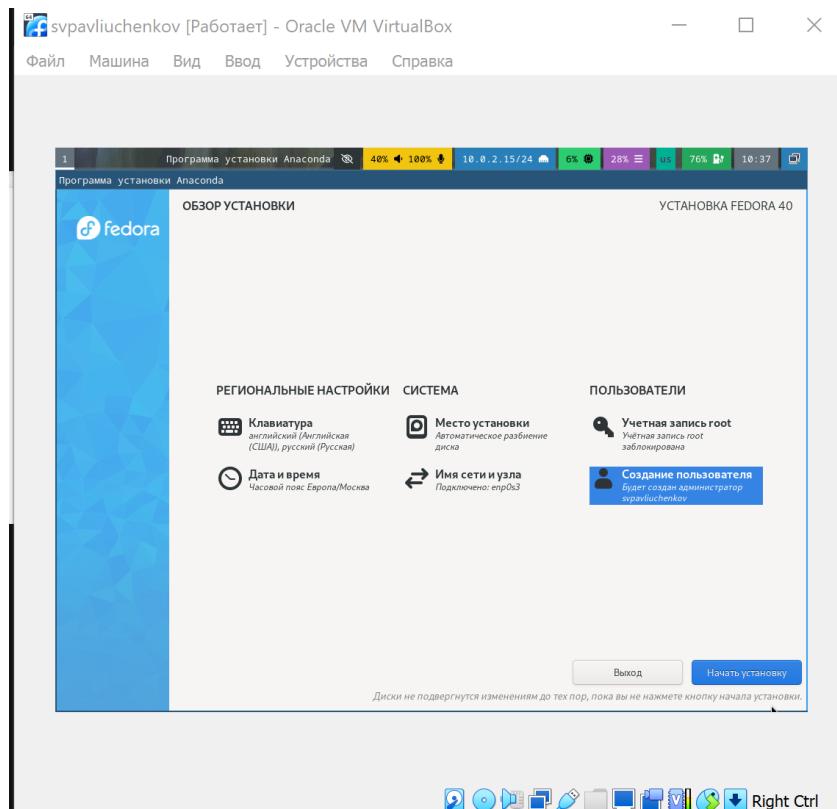 svpavliuchenkov [Работает] - Oracle VM VirtualBox
Файл Машина Вид Ввод Устройства Справка
1 Программа установки Anaconda 40% 100% 10.0.2.15/24 6% 28% us 76% 10:37
Программа установки Anaconda
fedora
ОБЗОР УСТАНОВКИ УСТАНОВКА FEDORA 40
РЕГИОНАЛЬНЫЕ НАСТРОЙКИ СИСТЕМА ПОЛЬЗОВАТЕЛИ
Клавиатура
английский (Английская
(США)), русский (Русская)
Место установки
Автоматическое разбиение
диска
Учетная запись root
Учётная запись root
заблокирована
Дата и время
Часовой пояс Европа/Москва
Имя сети и узла
Подключено: enp0s3
Создание пользователя
Будет создан администратор
svpavliuchenkov
Выход Начать установку
Диски не подвергнутся изменениям до тех пор, пока вы не нажмете кнопку начала установки.
Right Ctrl